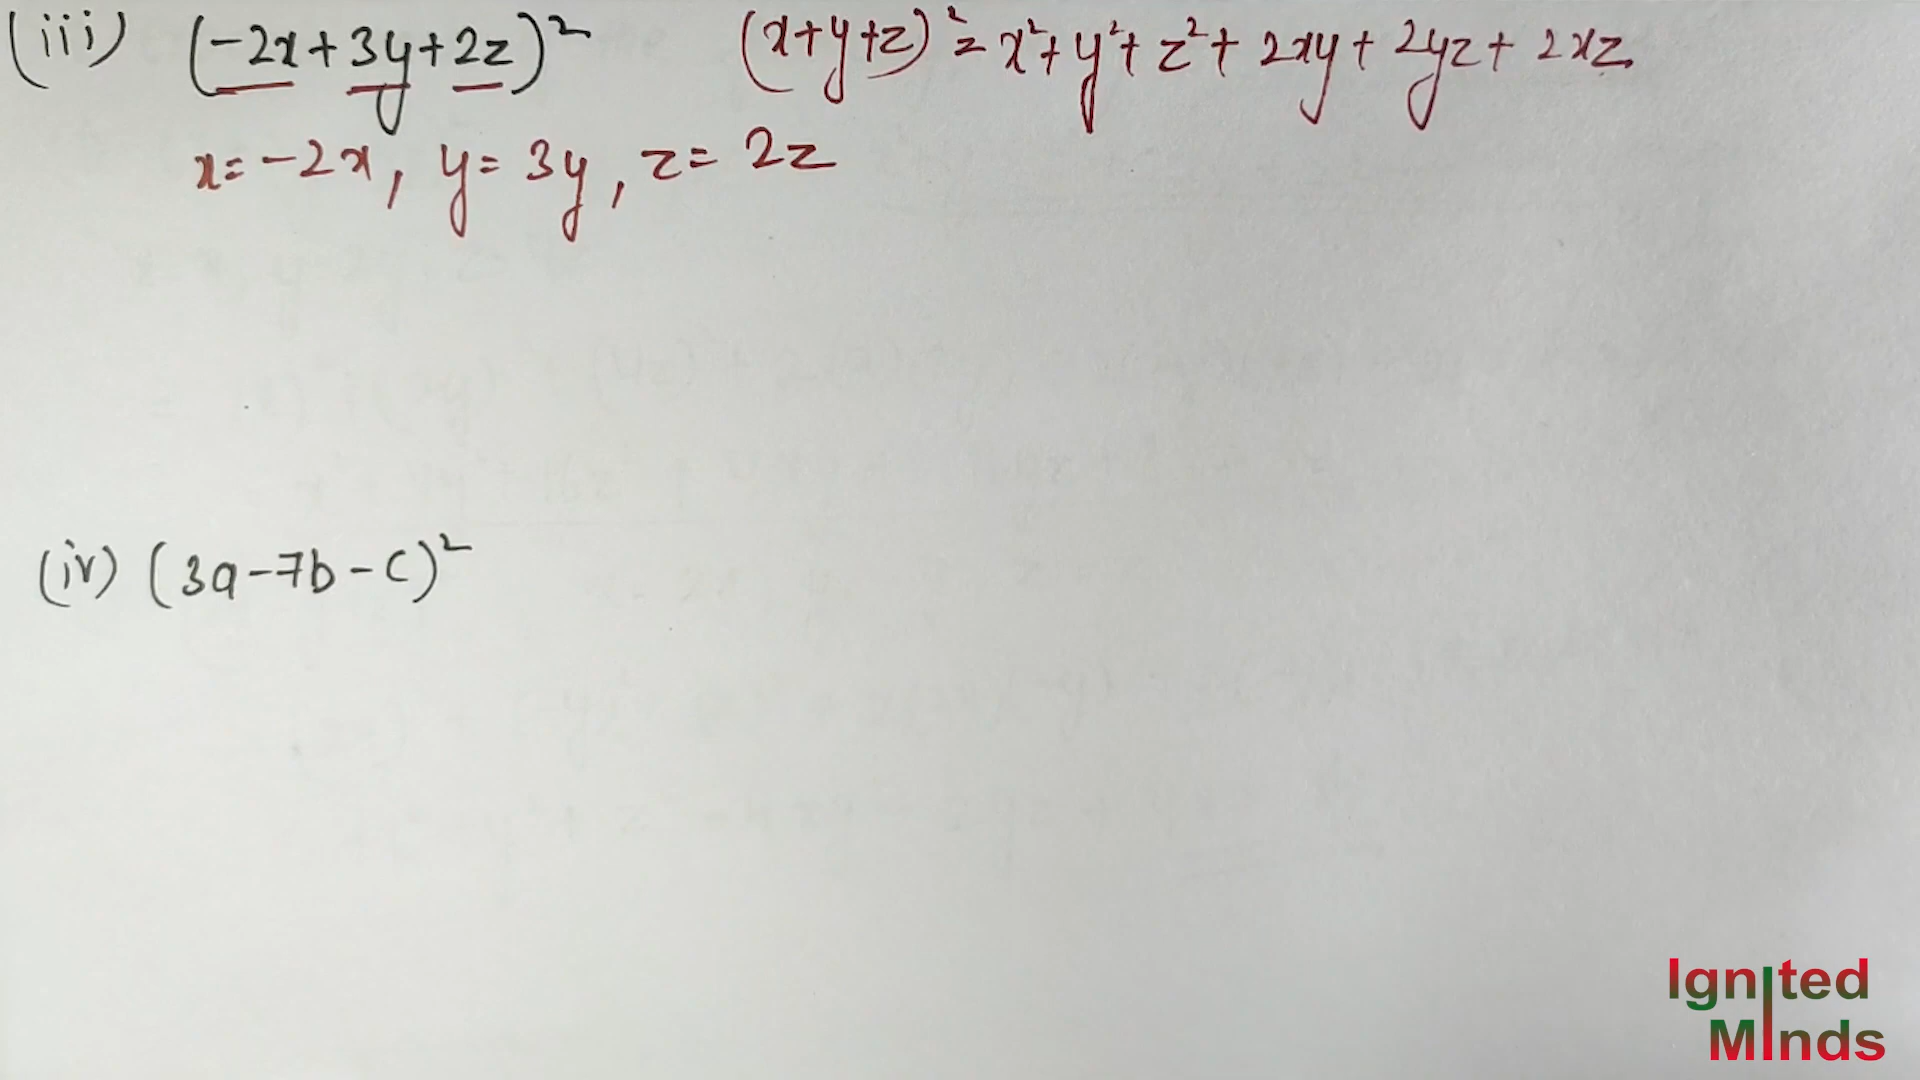 (iii) (-2x+3y+2z)² (x+y+z)²= x²+y²+z²+2xy+2yz+2xz
x=-2x, y=3y, z=2z
(iv) (3a-7b-c)²
Ignited
Minds